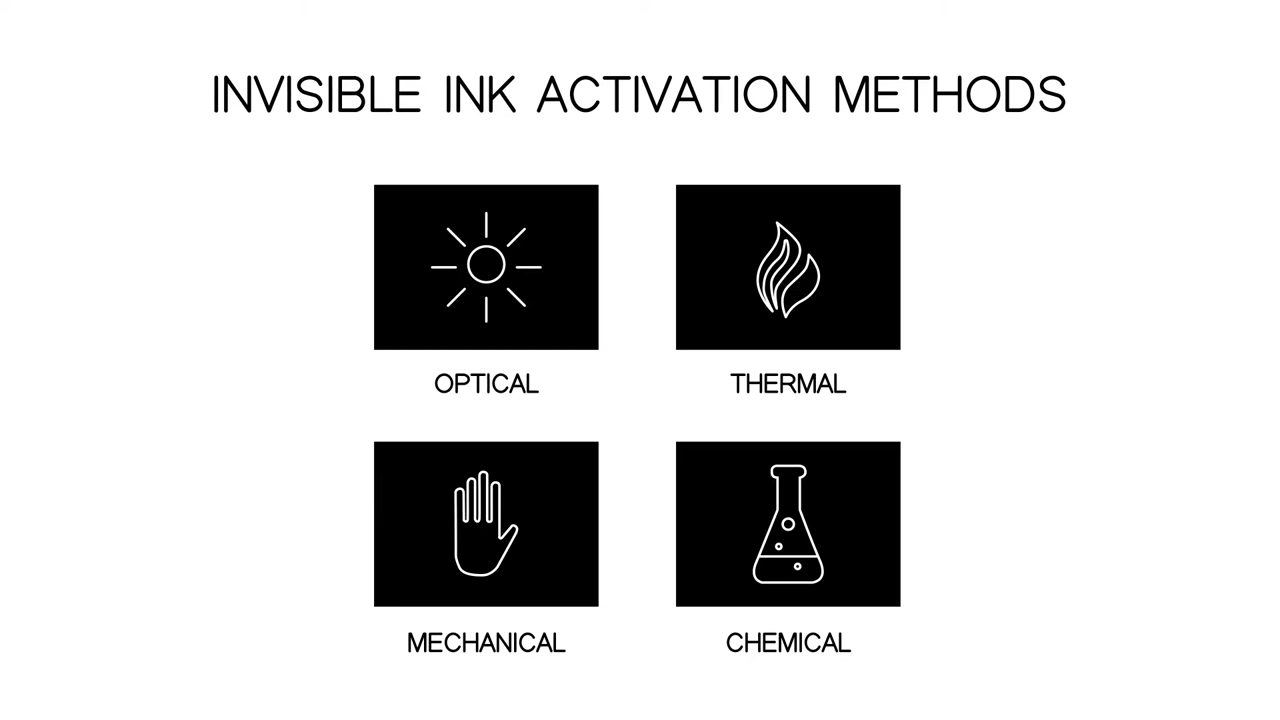 INVISIBLE INK ACTIVATION METHODS
OPTICAL
THERMAL
MECHANICAL
CHEMICAL